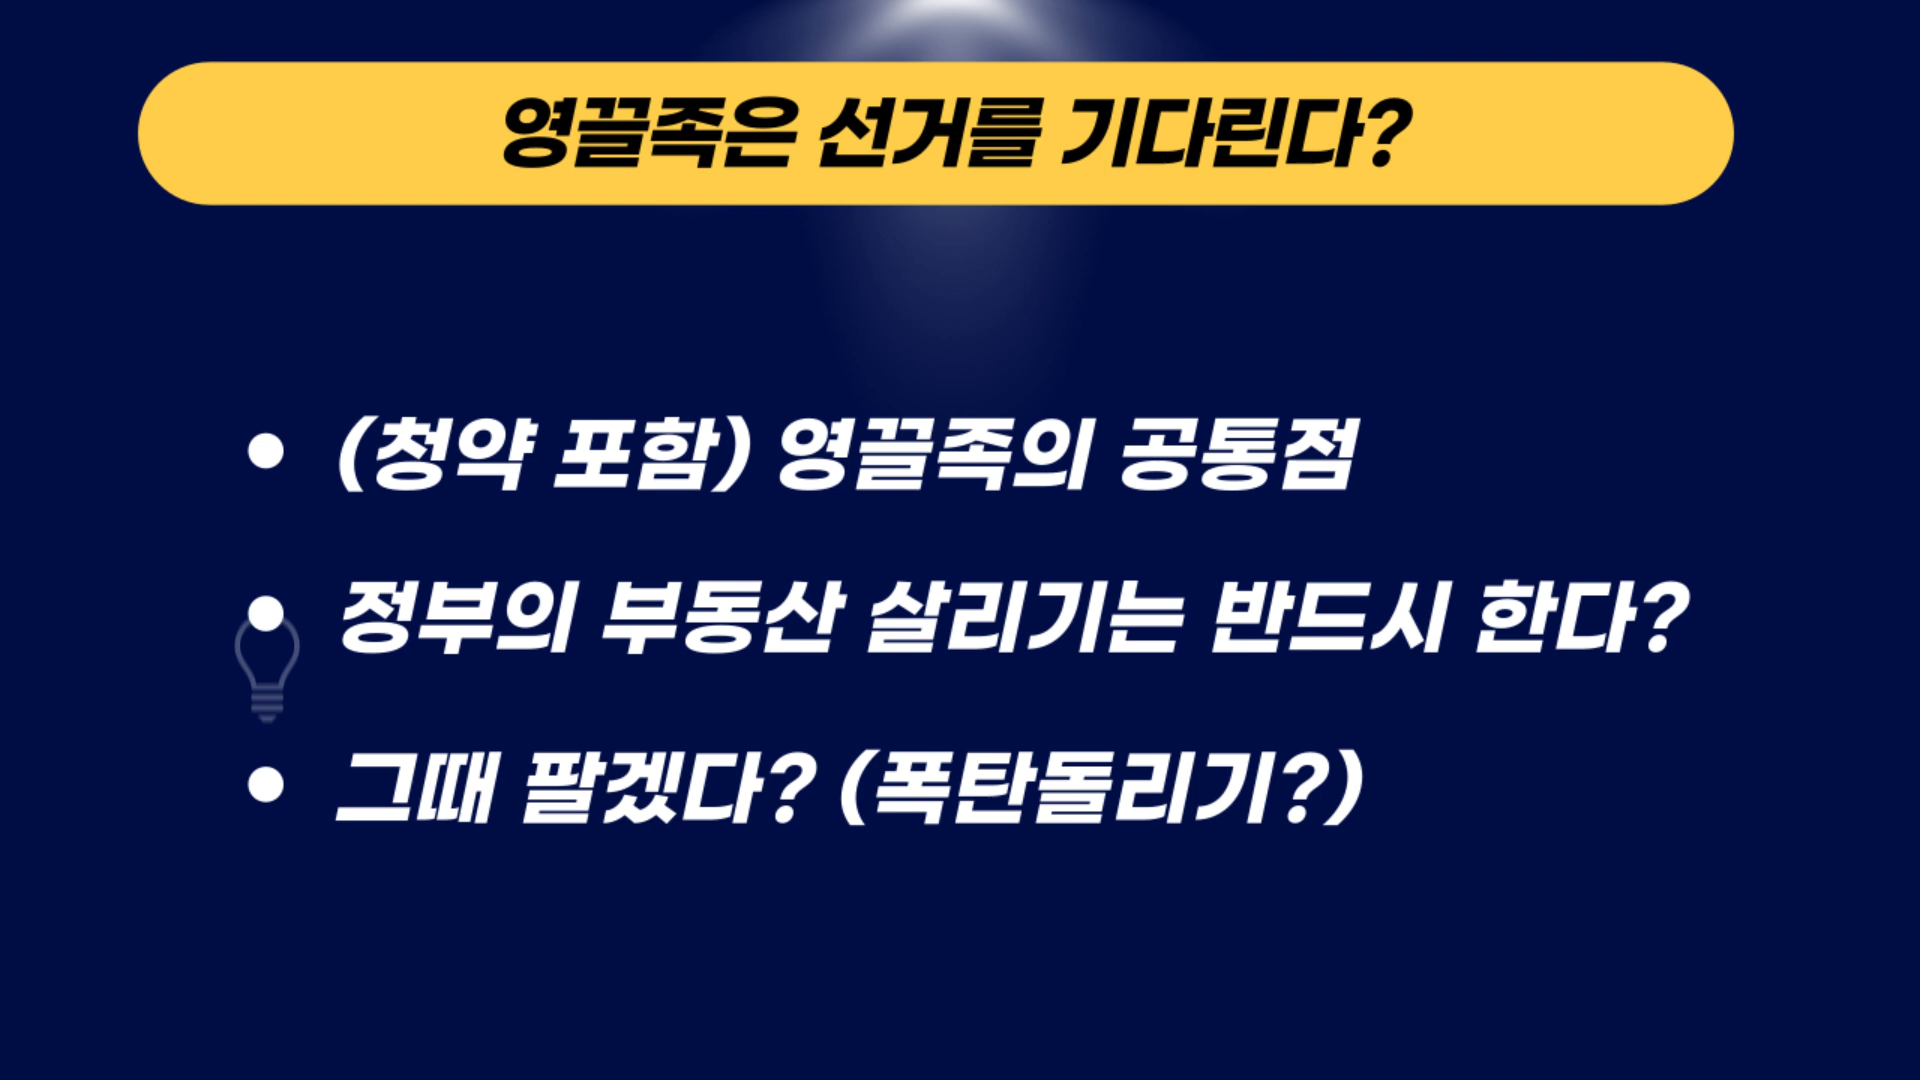 영끌족은 선거를 기다린다?
• (청약 포함) 영끌족의 공통점
• 정부의 부동산 살리기는 반드시 한다?
• 그때 팔겠다? (폭탄돌리기?)